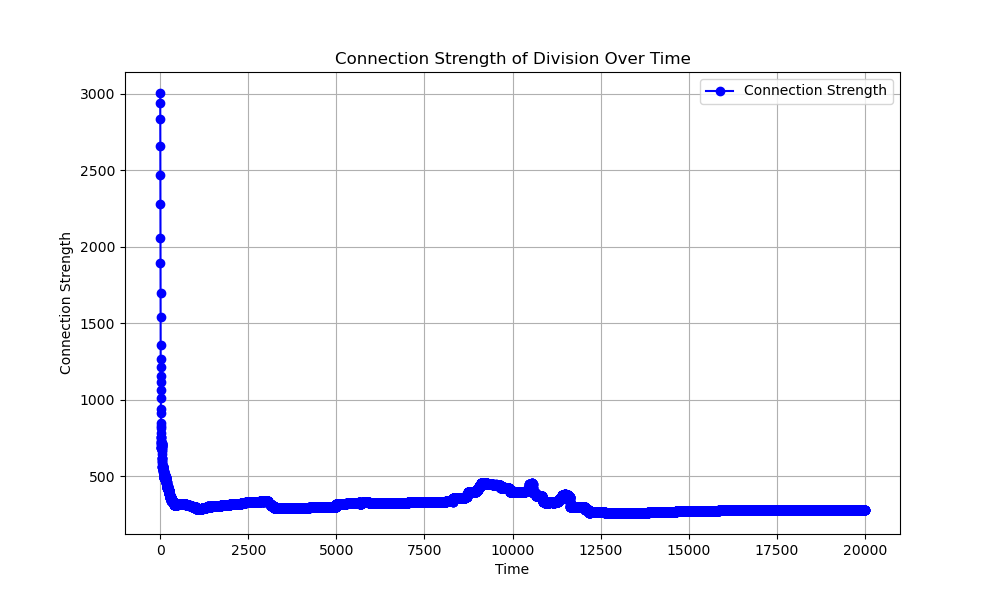 Connection Strength of Division Over Time
Connection Strength
3000
2500
2000
1500
1000
500
Connection Strength
0 2500 5000 7500 10000 12500 15000 17500 20000
Time